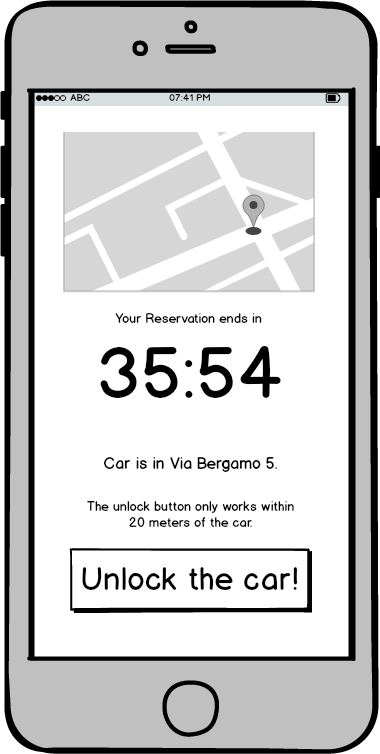 ABC 07:41 PM
Your Reservation ends in
35:54
Car is in Via Bergamo 5.
The unlock button only works within
20 meters of the car.
Unlock the car!